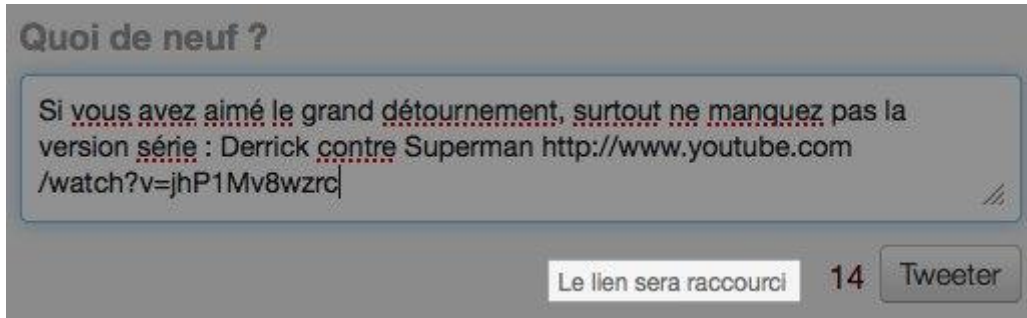 Quoi de neuf ?
Si vous avez aimé le grand détournement, surtout ne manquez pas la
version série : Derrick contre Superman http://www.youtube.com
/watch?v=jhP1Mv8wzrc
Le lien sera raccourci 14 Tweeter